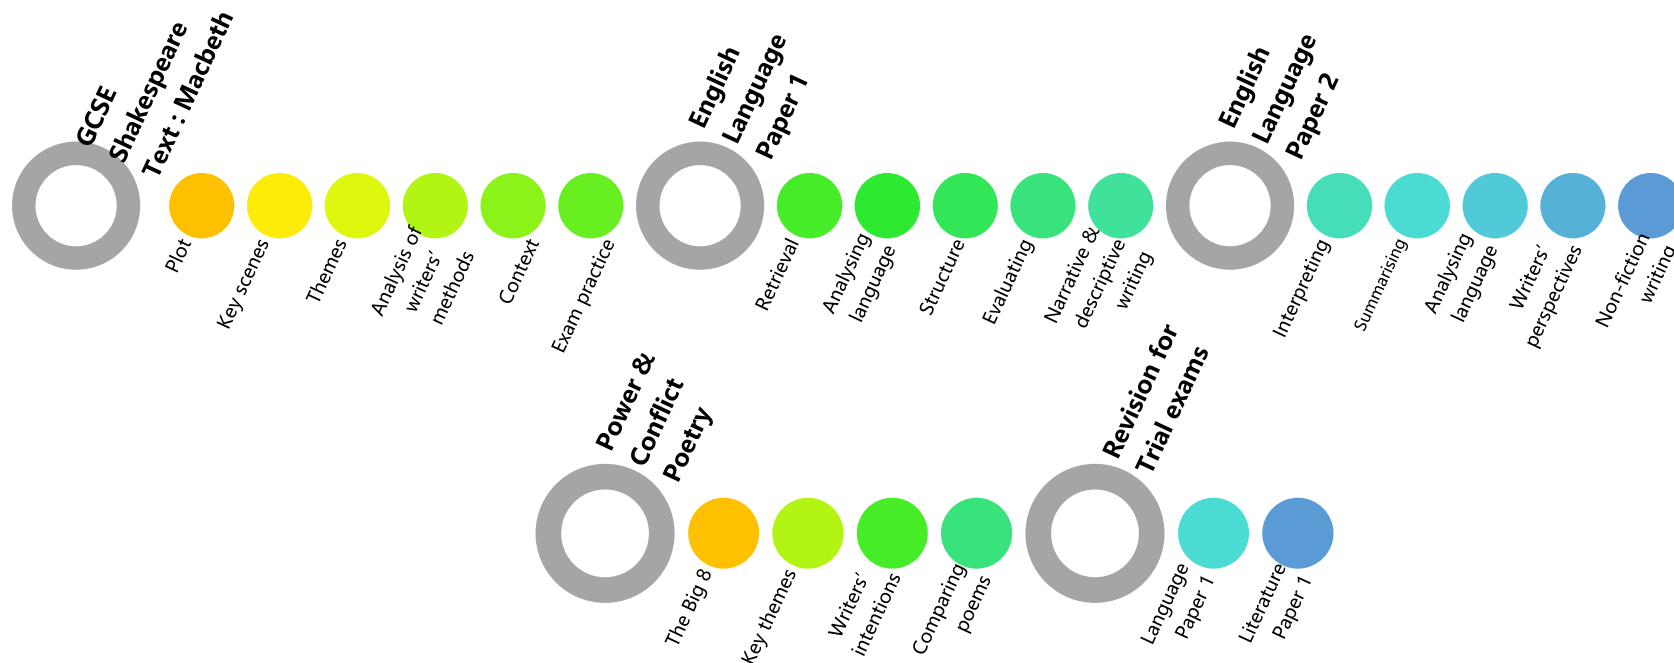 GCSE
Shakespeare
Text : Macbeth
Plot
Key scenes
Themes
Analysis of
writers’
methods
Context
Exam practice
English
Language
Paper 1
Retrieval
Analysing
language
Structure
Evaluating
Narrative &
descriptive
writing
English
Language
Paper 2
Interpreting
Summarising
Analysing
language
Writers’
perspectives
Non-fiction
writing
Power &
Conflict
Poetry
The Big 8
Key themes
Writers’
intentions
Comparing
poems
Revision for
Trial exams
Language
Paper 1
Literature
Paper 1